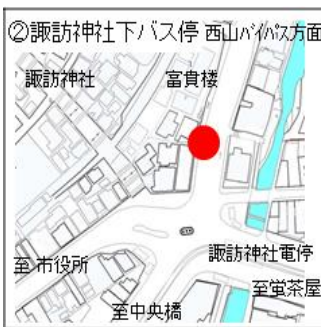 ②諏訪神社下バス停 西山バイパス方面
諏訪神社
富貴楼
諏訪神社電停
至 市役所
至蛍茶屋
至中央橋